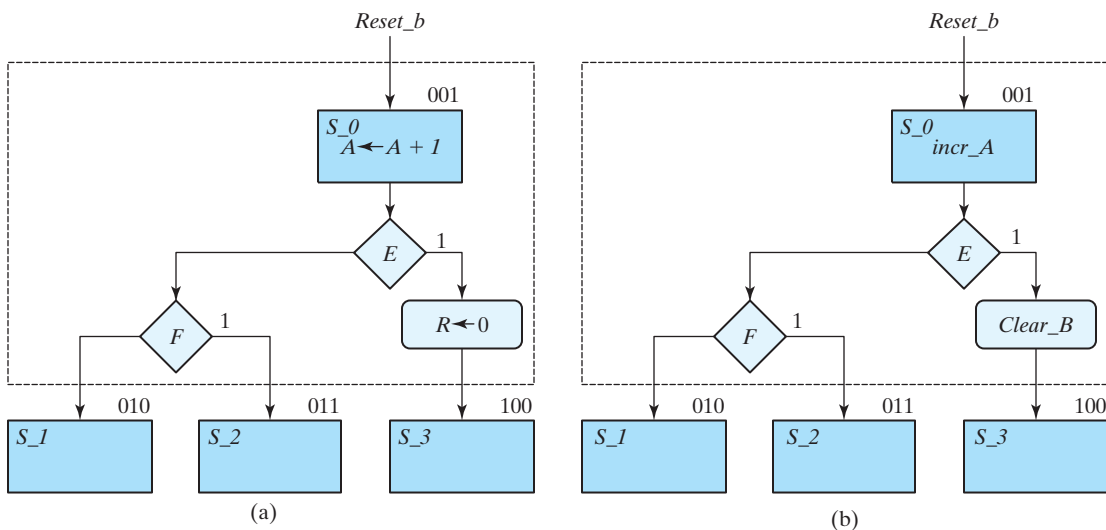 Reset_b
001
S_0
A ← A + 1
E
1
F
1
R ← 0
010
S_1
011
S_2
100
S_3
(a)
Reset_b
001
S_0
incr_A
E
1
F
1
Clear_B
010
S_1
011
S_2
100
S_3
(b)